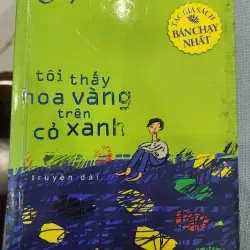 TÁC GIẢ SÁCH
BÁN CHẠY
NHẤT
tôi thấy
hoa vàng
trên
cỏ xanh
truyện dài